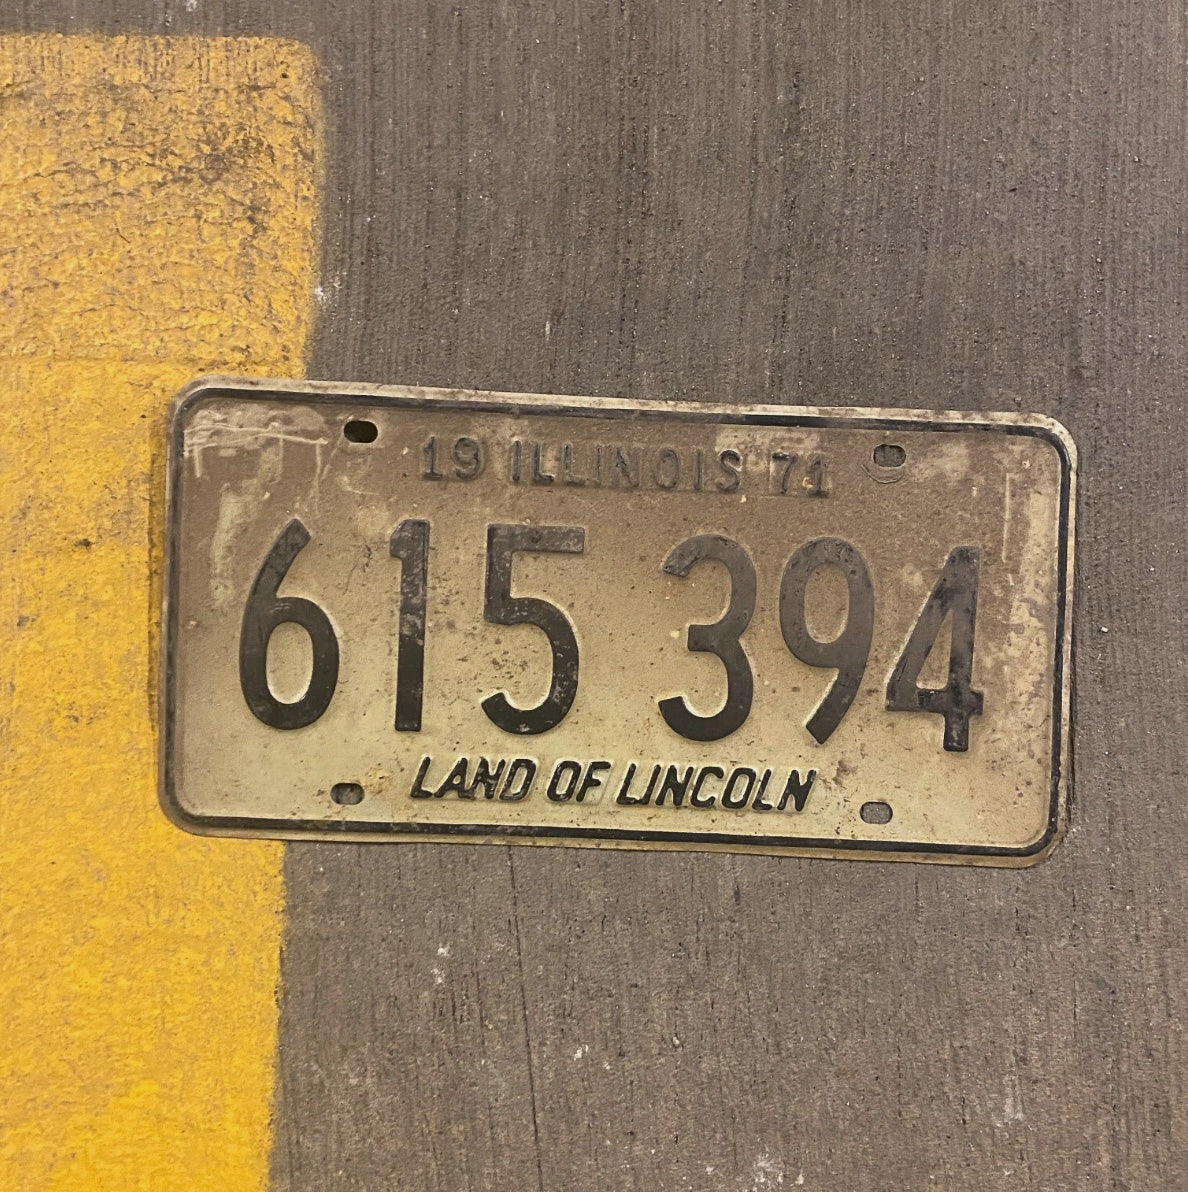 19 ILLINOIS 71
615 394
LAND OF LINCOLN